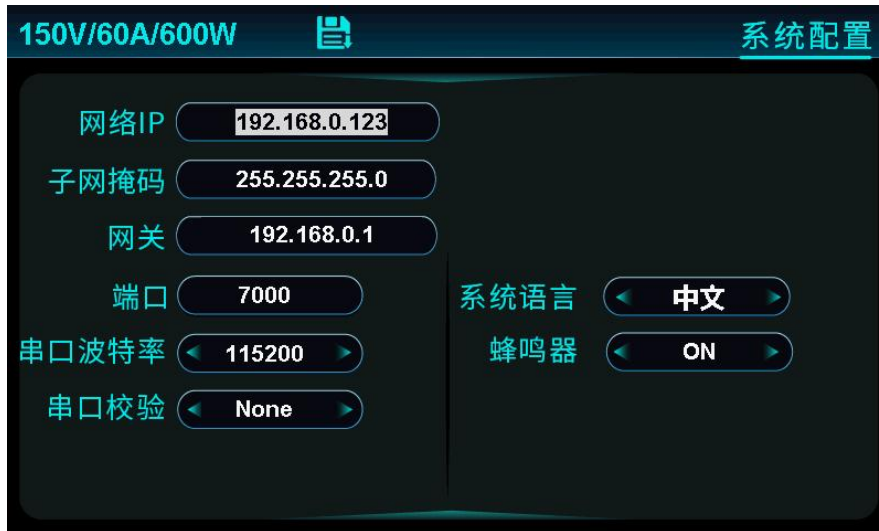 150V/60A/600W 系统配置
网络IP 192.168.0.123
子网掩码 255.255.255.0
网关 192.168.0.1
端口 7000 系统语言 中文
串口波特率 115200 蜂鸣器 ON
串口校验 None